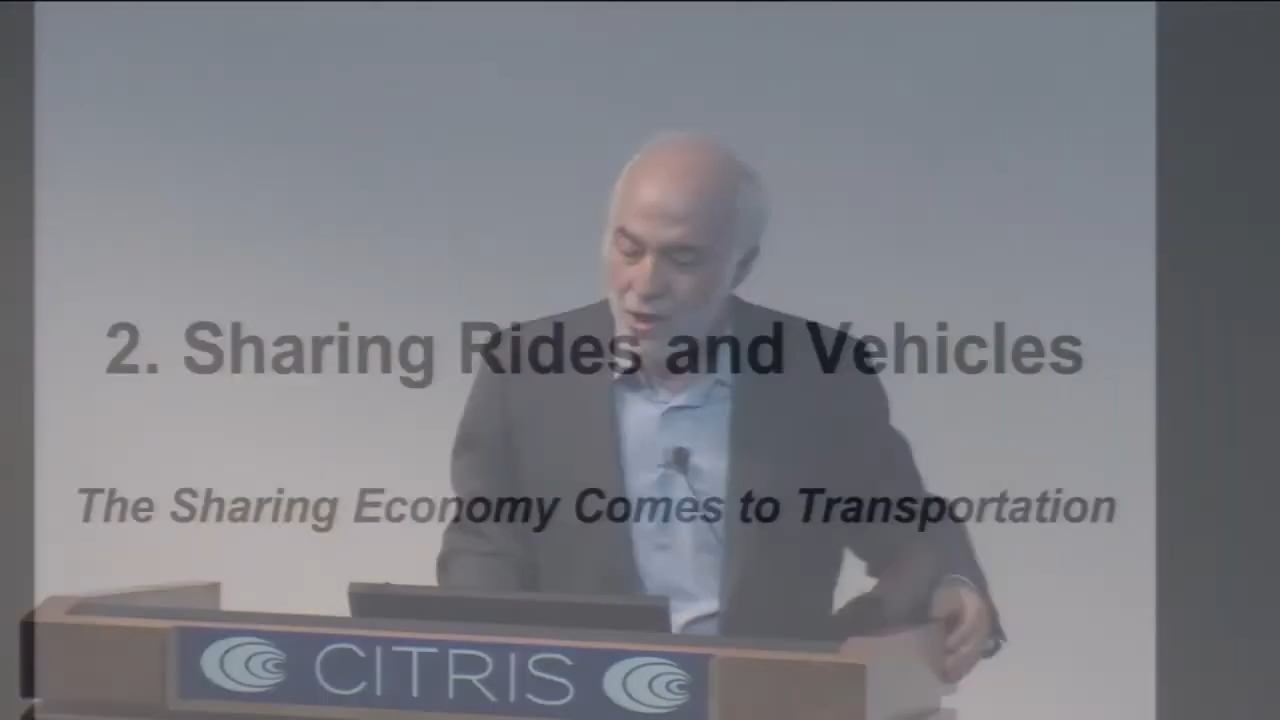 2. Sharing Rides and Vehicles
The Sharing Economy Comes to Transportation
CITRIS